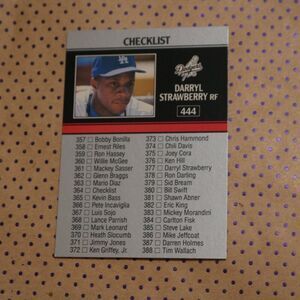 CHECKLIST
Dodgers
DARRYL
STRAWBERRY RF
444
357 Bobby Bonilla
358 Ernest Riles
359 Ron Hassey
360 Willie McGee
361 Mackey Sasser
362 Glenn Braggs
363 Mario Diaz
364 Checklist
365 Kevin Bass
366 Pete Incaviglia
367 Luis Sojo
368 Lance Parrish
369 Mark Leonard
370 Heath Slocumb
371 Jimmy Jones
372 Ken Griffey, Jr.
373 Chris Hammond
374 Chili Davis
375 Joey Cora
376 Ken Hill
377 Darryl Strawberry
378 Ron Darling
379 Sid Bream
380 Bill Swift
381 Shawn Abner
382 Eric King
383 Mickey Morandini
384 Carlton Fisk
385 Steve Lake
386 Mike Jeffcoat
387 Darren Holmes
388 Tim Wallach